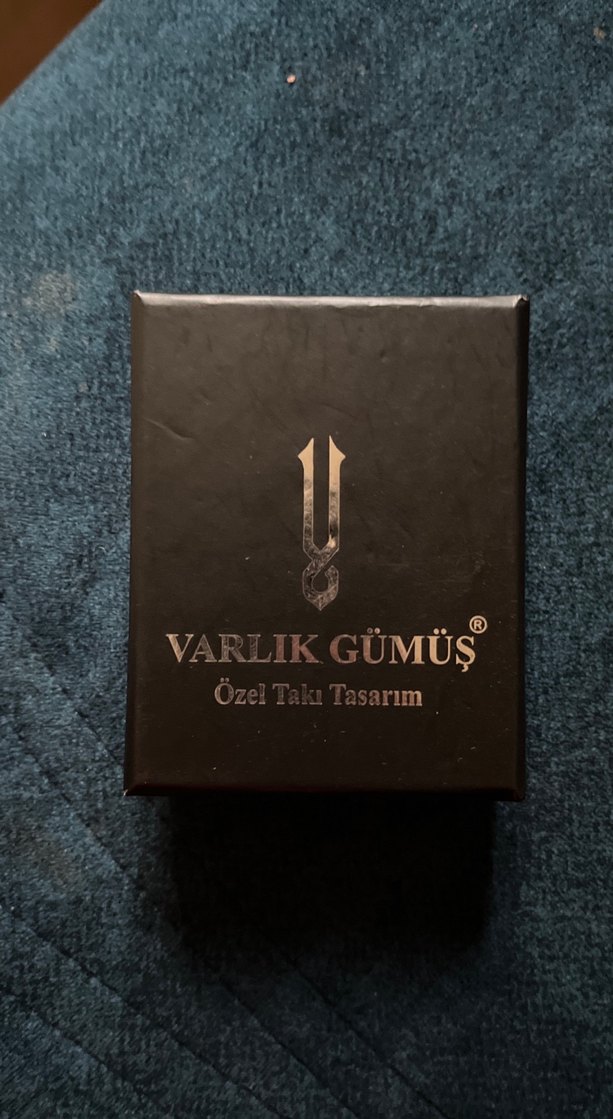 VARLIK GÜMÜŞ®
Özel Takı Tasarım